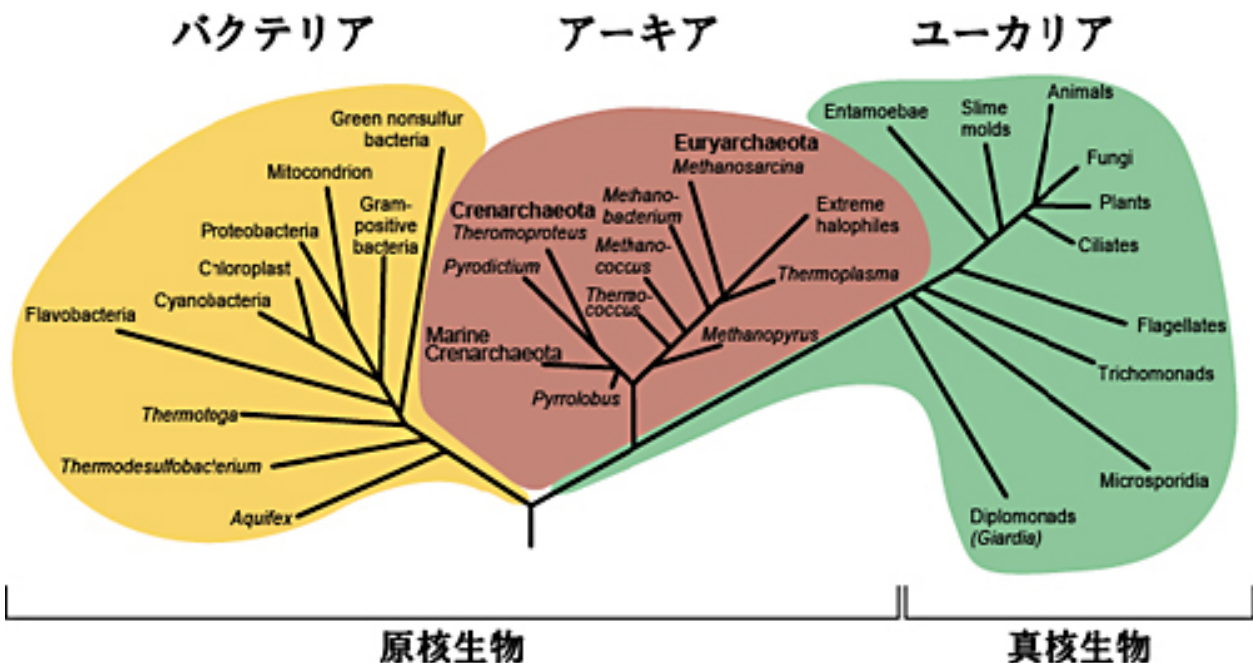 バクテリア
アーキア
ユーカリア
Green nonsulfur
bacteria
Mitocondrion
Gram-
positive
bacteria
Proteobacteria
Chloroplast
Cyanobacteria
Flavobacteria
Thermotoga
Thermodesulfobacterium
Aquifex
Euryarchaeota
Methanosarcina
Crenarchaeota
Theromoproteus
Methano-
bacterium
Extreme
halophiles
Pyrodictium
Methano-
coccus
Thermoplasma
Thermo-
coccus
Marine
Crenarchaeota
Methanopyrus
Pyrrolobus
Entamoebae
Slime
molds
Animals
Fungi
Plants
Ciliates
Flagellates
Trichomonads
Microsporidia
Diplomonads
(Giardia)
原核生物
真核生物